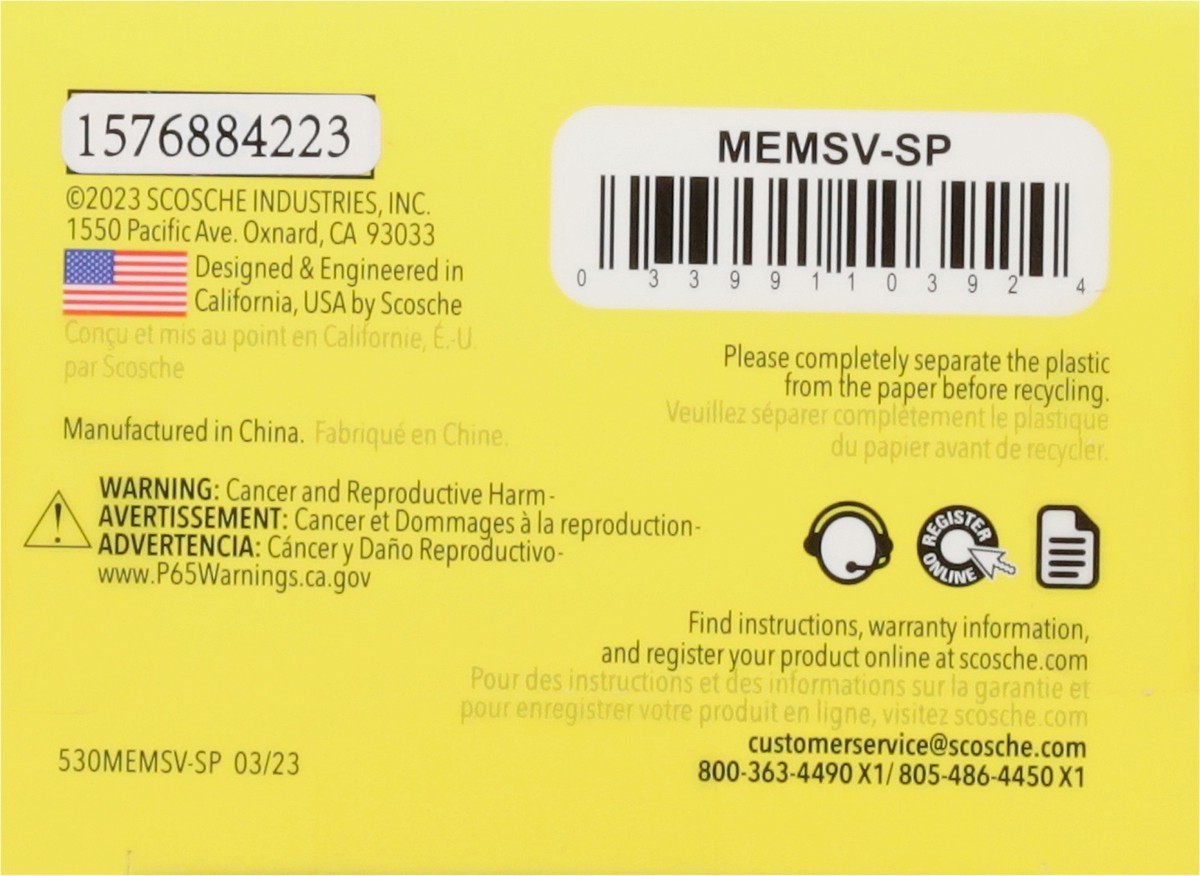 1576884223
©2023 SCOSCHE INDUSTRIES, INC.
1550 Pacific Ave. Oxnard, CA 93033
Designed & Engineered in
California, USA by Scosche
Conçu et mis au point en Californie, É.-U.
par Scosche
Manufactured in China. Fabriqué en Chine.
WARNING: Cancer and Reproductive Harm -
AVERTISSEMENT: Cancer et Dommages à la reproduction-
ADVERTENCIA: Cáncer y Daño Reproductivo-
www.P65Warnings.ca.gov
530MEMSV-SP 03/23
MEMSV-SP
0 33991 10392 4
Please completely separate the plastic
from the paper before recycling.
Veuillez séparer complètement le plastique
du papier avant de recycler.
REGISTER
ONLINE
Find instructions, warranty information,
and register your product online at scosche.com
Pour des instructions et des informations sur la garantie et
pour enregistrer votre produit en ligne, visitez scosche.com
customerservice@scosche.com
800-363-4490 X1/ 805-486-4450 X1